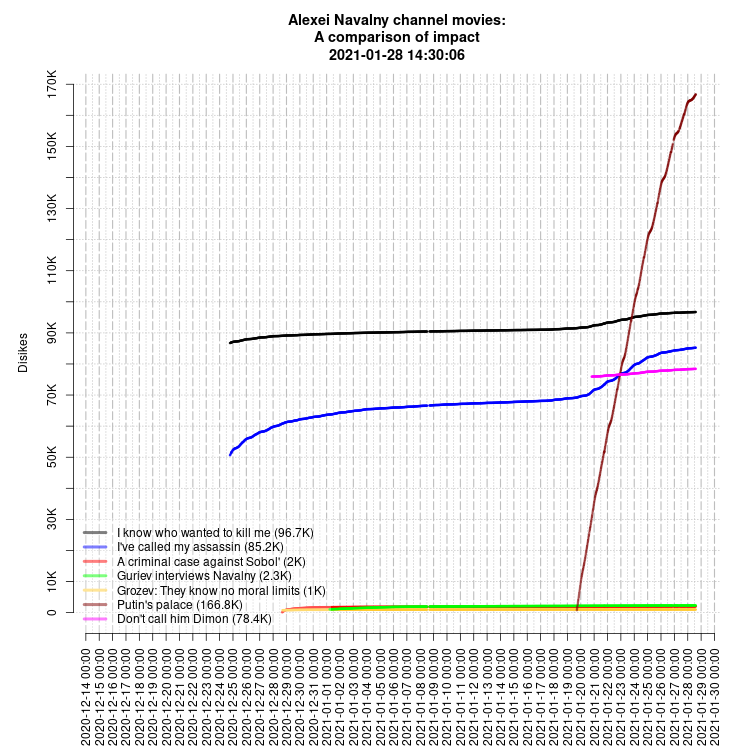 Alexei Navalny channel movies:
A comparison of impact
2021-01-28 14:30:06
Disikes
170K
150K
130K
110K
90K
70K
50K
30K
10K
0
I know who wanted to kill me (96.7K)
I've called my assassin (85.2K)
A criminal case against Sobol' (2K)
Guriev interviews Navalny (2.3K)
Grozev: They know no moral limits (1K)
Putin's palace (166.8K)
Don't call him Dimon (78.4K)
2020-12-14 00:00
2020-12-15 00:00
2020-12-16 00:00
2020-12-17 00:00
2020-12-18 00:00
2020-12-19 00:00
2020-12-20 00:00
2020-12-21 00:00
2020-12-22 00:00
2020-12-23 00:00
2020-12-24 00:00
2020-12-25 00:00
2020-12-26 00:00
2020-12-27 00:00
2020-12-28 00:00
2020-12-29 00:00
2020-12-30 00:00
2020-12-31 00:00
2021-01-01 00:00
2021-01-02 00:00
2021-01-03 00:00
2021-01-04 00:00
2021-01-05 00:00
2021-01-06 00:00
2021-01-07 00:00
2021-01-08 00:00
2021-01-09 00:00
2021-01-10 00:00
2021-01-11 00:00
2021-01-12 00:00
2021-01-13 00:00
2021-01-14 00:00
2021-01-15 00:00
2021-01-16 00:00
2021-01-17 00:00
2021-01-18 00:00
2021-01-19 00:00
2021-01-20 00:00
2021-01-21 00:00
2021-01-22 00:00
2021-01-23 00:00
2021-01-24 00:00
2021-01-25 00:00
2021-01-26 00:00
2021-01-27 00:00
2021-01-28 00:00
2021-01-29 00:00
2021-01-30 00:00